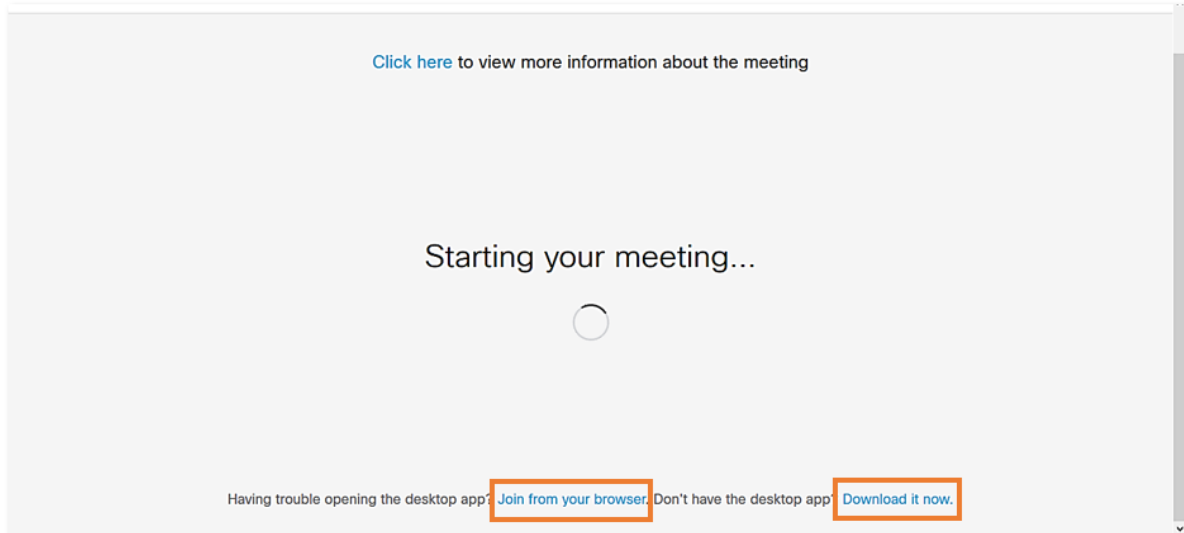 Click here to view more information about the meeting
Starting your meeting...
Having trouble opening the desktop app? Join from your browser. Don't have the desktop app? Download it now.